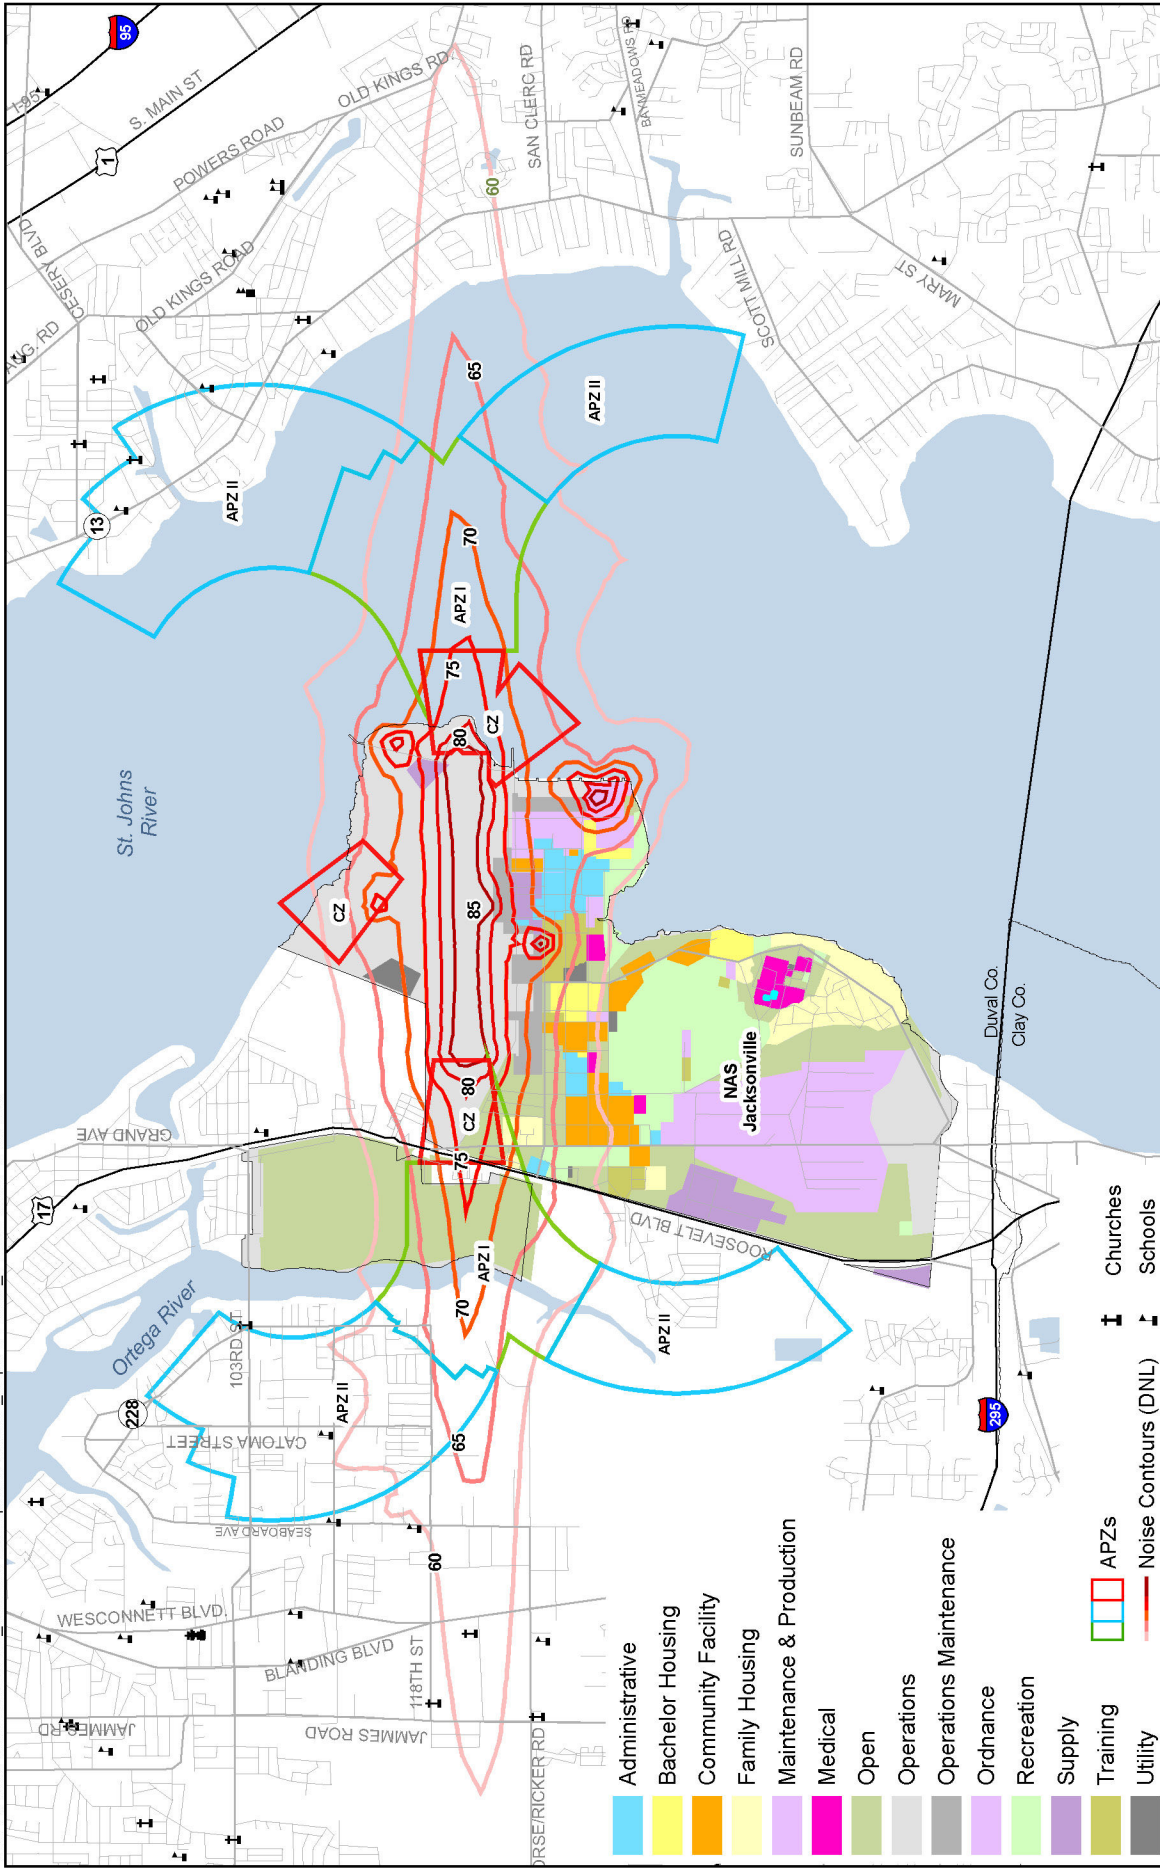 95
I-95
S. MAIN ST
1
OLD KINGS RD.
POWERS ROAD
CESERY BLVD
OLD KINGS ROAD
AUG. RD
SAN CLERC RD
BAYMEADOWS RD
SUNBEAM RD
60
SCOTT MILL RD
MARY ST
65
APZ II
APZ II
13
70
APZ I
75
CZ
80
St. Johns
River
CZ
85
Duval Co.
Clay Co.
NAS
Jacksonville
80
CZ
75
GRAND AVE
17
ROOSEVELT BLVD
APZ I
70
APZ II
Ortega River
103RD ST
228
APZ II
CATOMA STREET
65
295
SEABOARD AVE
60
WESCONNETT BLVD.
BLANDING BLVD
118TH ST
JAMMES RD
JAMMES ROAD
ORSE/RICKER RD
Administrative
Bachelor Housing
Community Facility
Family Housing
Maintenance & Production
Medical
Open
Operations
Operations Maintenance
Ordnance
Recreation
Supply
Training
Utility
APZs
Noise Contours (DNL)
Churches
Schools